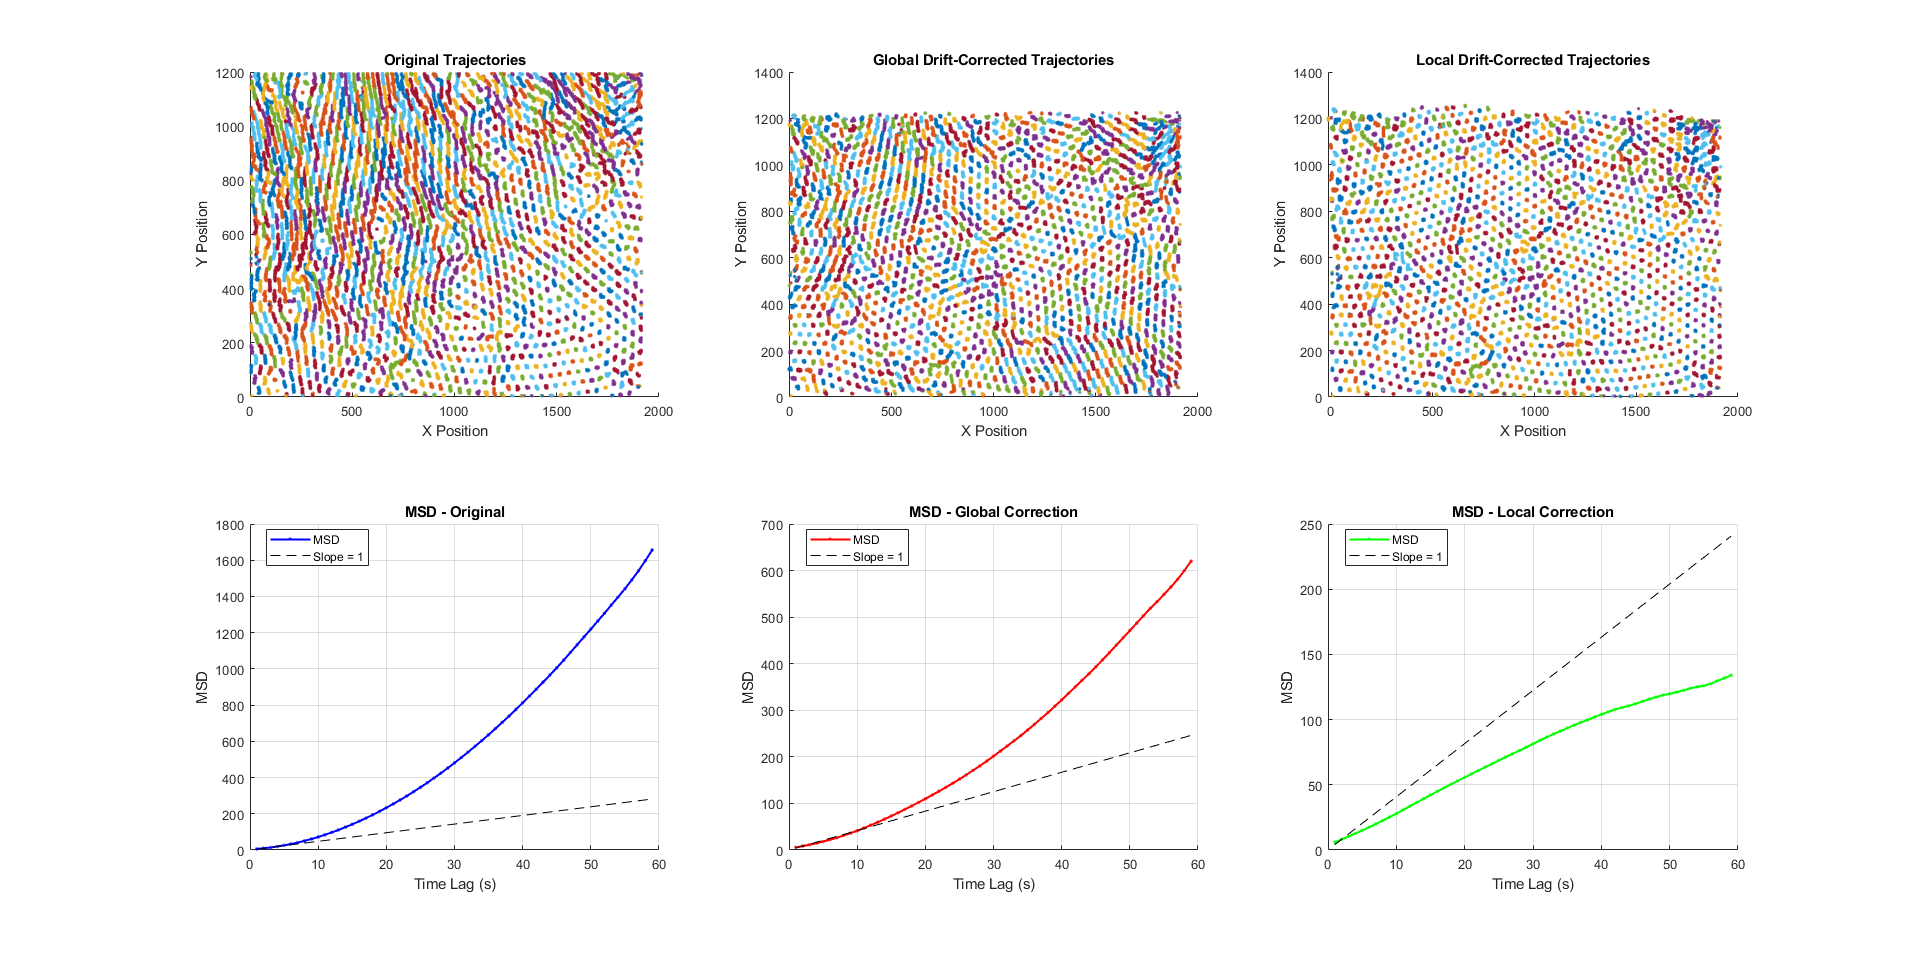 Original Trajectories
1200
1000
800
600
400
200
0
Y Position
0 500 1000 1500 2000
X Position
Global Drift-Corrected Trajectories
1400
1200
1000
800
600
400
200
0
Y Position
0 500 1000 1500 2000
X Position
Local Drift-Corrected Trajectories
1400
1200
1000
800
600
400
200
0
Y Position
0 500 1000 1500 2000
X Position
MSD - Original
MSD
Slope = 1
1800
1600
1400
1200
1000
800
600
400
200
0
MSD
0 10 20 30 40 50 60
Time Lag (s)
MSD - Global Correction
MSD
Slope = 1
700
600
500
400
300
200
100
0
MSD
0 10 20 30 40 50 60
Time Lag (s)
MSD - Local Correction
MSD
Slope = 1
250
200
150
100
50
0
MSD
0 10 20 30 40 50 60
Time Lag (s)